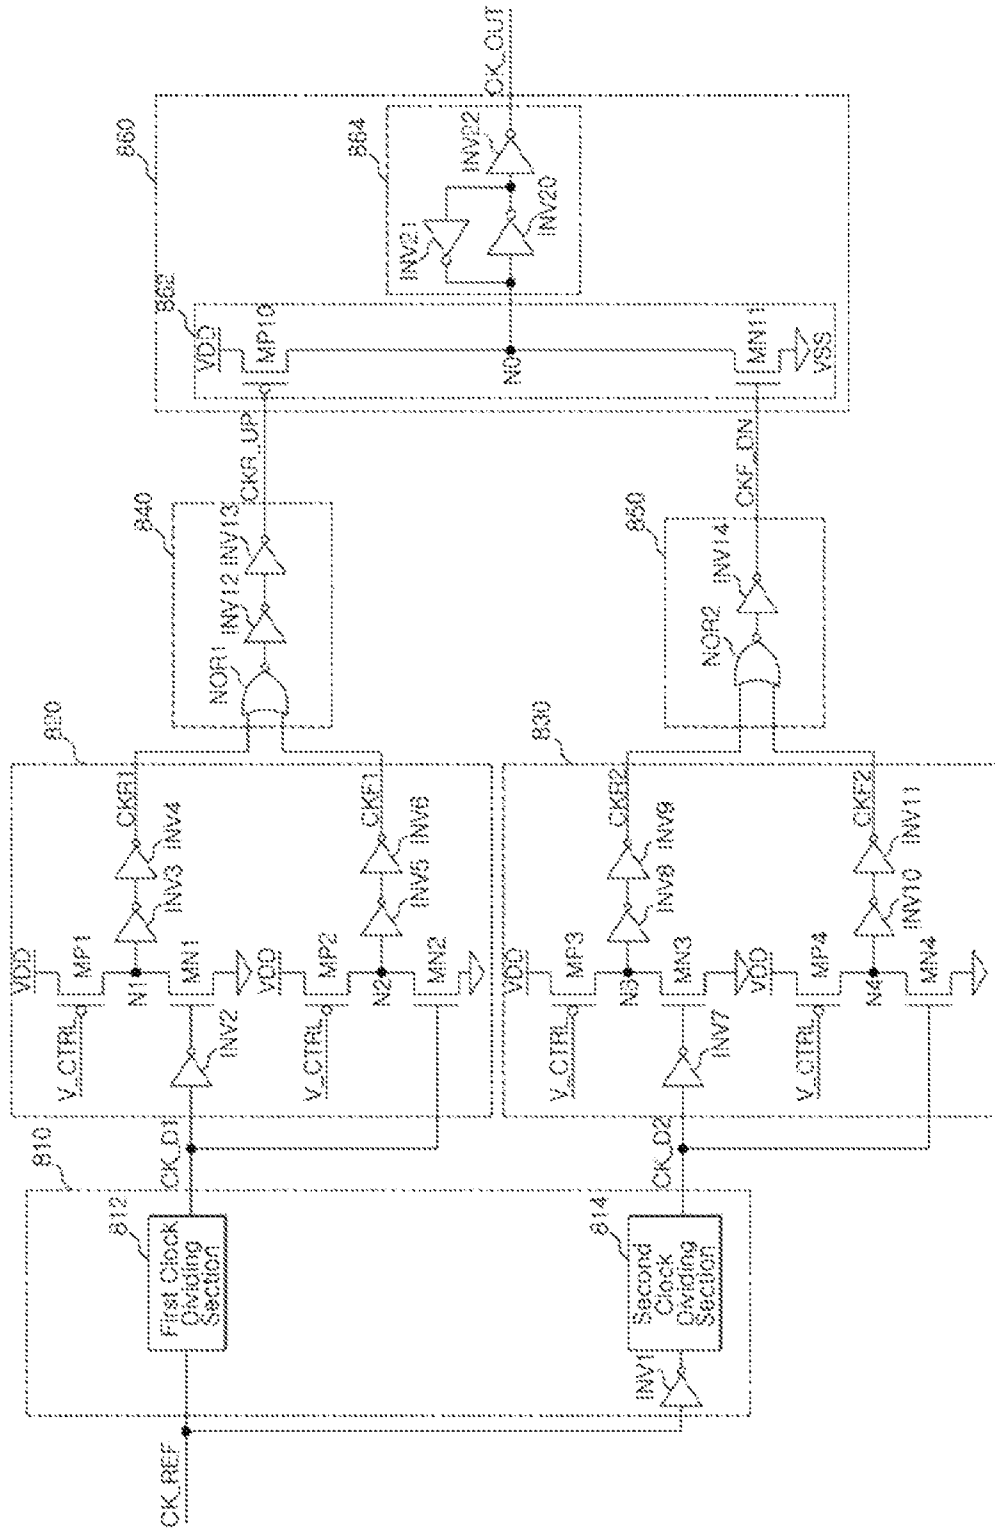 CK_REF
810
812
First Clock
Dividing
Section
INV1
814
Second
Clock
Dividing
Section
CK_D1
CK_D2
820
VDD
V_CTRL
MP1
N1
MN1
INV2
INV3
INV4
CKR1
VDD
V_CTRL
MP2
N2
MN2
INV5
INV6
CKF1
830
VDD
V_CTRL
MP3
N3
MN3
INV7
INV8
INV9
CKR2
VDD
V_CTRL
MP4
N4
MN4
INV10
INV11
CKF2
840
NOR1
INV12
INV13
CKR_UP
850
NOR2
INV14
CKF_DN
860
862
VDD
MP10
N0
MN11
VSS
864
INV21
INV20
INV22
CK_OUT